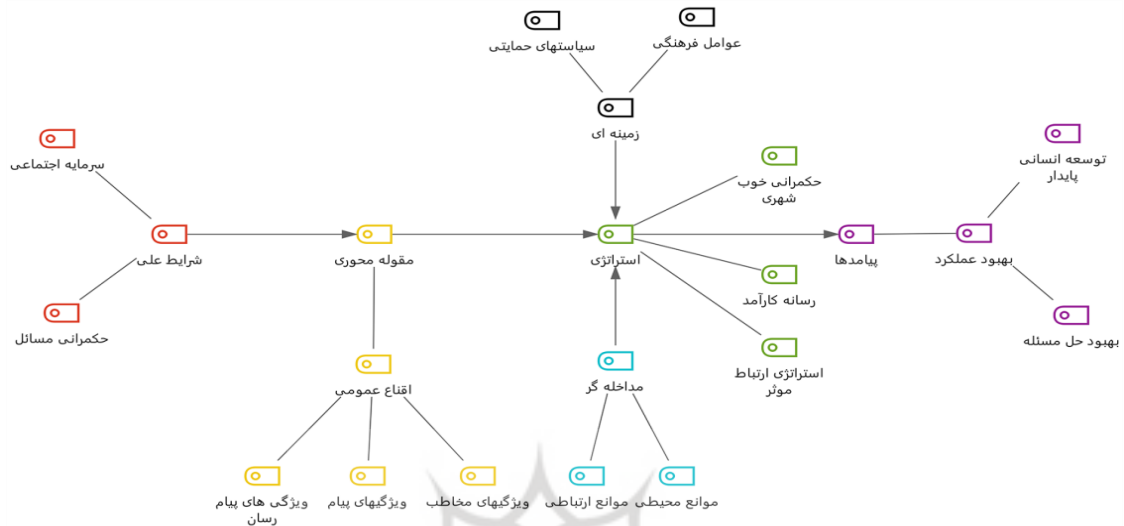 عوامل فرهنگی
سیاستهای حمایتی
زمینه ای
سرمایه اجتماعی
حکمرانی خوب
شهری
توسعه انسانی
پایدار
شرایط علی
مقوله محوری
استراتژی
پیامدها
بهبود عملکرد
رسانه کارآمد
حکمرانی مسائل
بهبود حل مسئله
اقناع عمومی
مداخله گر
استراتژی ارتباط
موثر
موانع محیطی
موانع ارتباطی
ویژگیهای مخاطب
ویژگیهای پیام
ویژگی های پیام
رسان